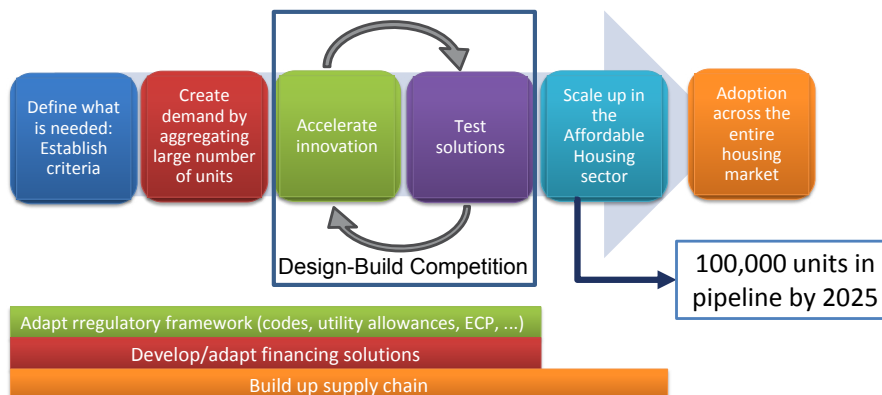 Define what
is needed:
Establish
criteria
Create
demand by
aggregating
large number
of units
Accelerate
innovation
Test
solutions
Scale up in
the
Affordable
Housing
sector
Adoption
across the
entire
housing
market
Design-Build Competition
100,000 units in
pipeline by 2025
Adapt rregulatory framework (codes, utility allowances, ECP, ...)
Develop/adapt financing solutions
Build up supply chain